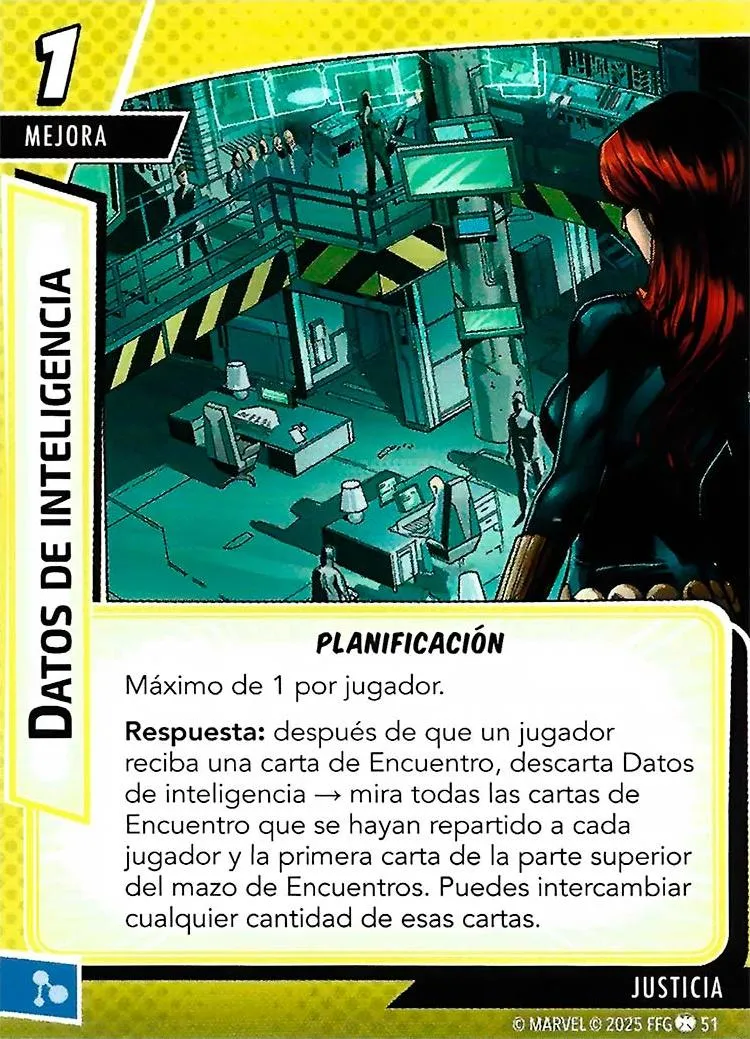 1
MEJORA
DATOS DE INTELIGENCIA
PLANIFICACIÓN
Máximo de 1 por jugador.
Respuesta: después de que un jugador
reciba una carta de Encuentro, descarta Datos
de inteligencia → mira todas las cartas de
Encuentro que se hayan repartido a cada
jugador y la primera carta de la parte superior
del mazo de Encuentros. Puedes intercambiar
cualquier cantidad de esas cartas.
JUSTICIA
© MARVEL © 2025 FFG 51